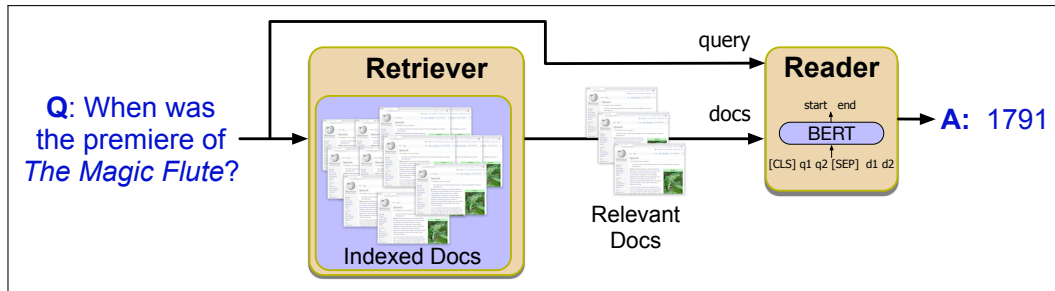 query
Retriever
Reader
Q: When was
the premiere of
The Magic Flute?
start end
docs
BERT
A: 1791
[CLS] q1 q2 [SEP] d1 d2
Relevant
Docs
Indexed Docs